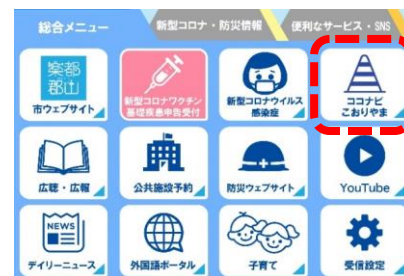 総合メニュー
新型コロナ・防災情報
便利なサービス・SNS
楽都
郡山
市ウェブサイト
新型コロナワクチン
基礎疾患申告受付
新型コロナウイルス
感染症
ココナビ
こおりやま
広聴・広報
公共施設予約
防災ウェブサイト
YouTube
NEWS
デイリーニュース
外国語ポータル
子育て
受信設定